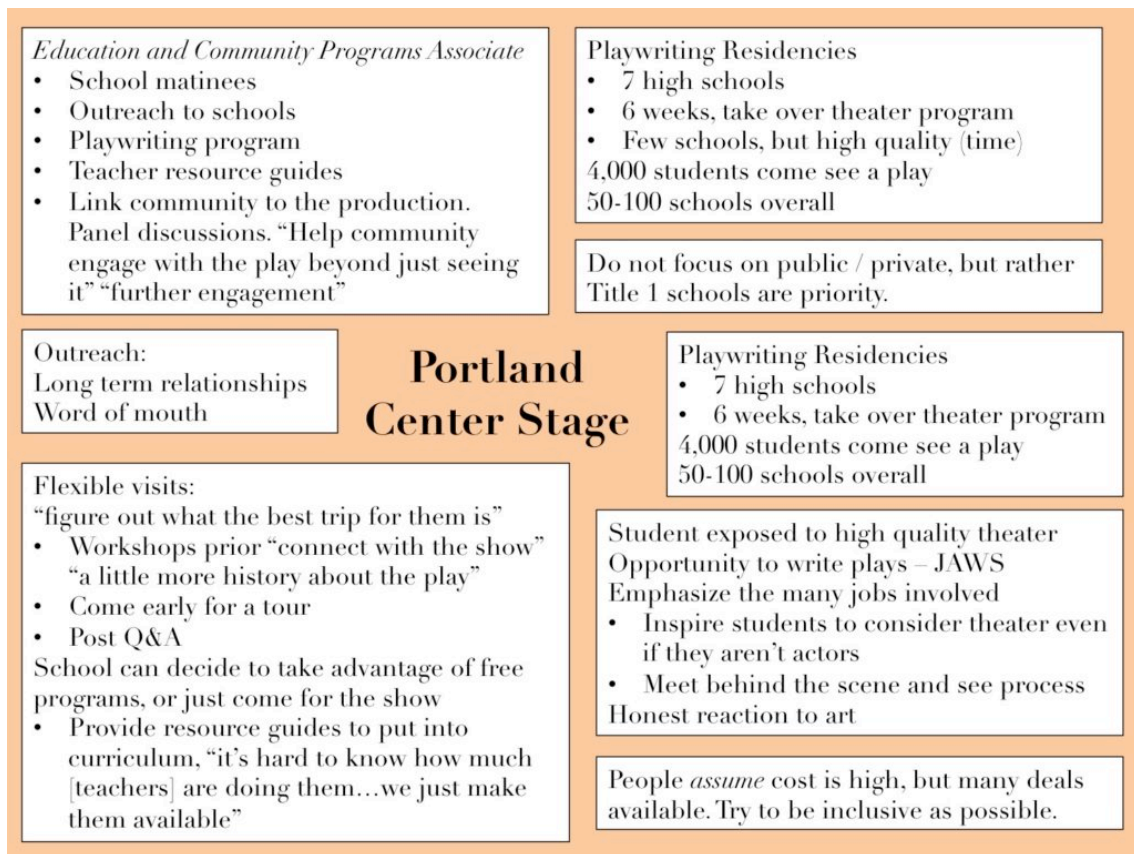 Education and Community Programs Associate
• School matinees
• Outreach to schools
• Playwriting program
• Teacher resource guides
• Link community to the production.
Panel discussions. “Help community
engage with the play beyond just seeing
it” “further engagement”
Playwriting Residencies
• 7 high schools
• 6 weeks, take over theater program
• Few schools, but high quality (time)
4,000 students come see a play
50-100 schools overall
Do not focus on public / private, but rather
Title 1 schools are priority.
Outreach:
Long term relationships
Word of mouth
Portland
Center Stage
Playwriting Residencies
• 7 high schools
• 6 weeks, take over theater program
4,000 students come see a play
50-100 schools overall
Flexible visits:
“figure out what the best trip for them is”
• Workshops prior “connect with the show”
“a little more history about the play”
• Come early for a tour
• Post Q&A
School can decide to take advantage of free
programs, or just come for the show
• Provide resource guides to put into
curriculum, “it’s hard to know how much
[teachers] are doing them…we just make
them available”
Student exposed to high quality theater
Opportunity to write plays – JAWS
Emphasize the many jobs involved
• Inspire students to consider theater even
if they aren’t actors
• Meet behind the scene and see process
Honest reaction to art
People assume cost is high, but many deals
available. Try to be inclusive as possible.